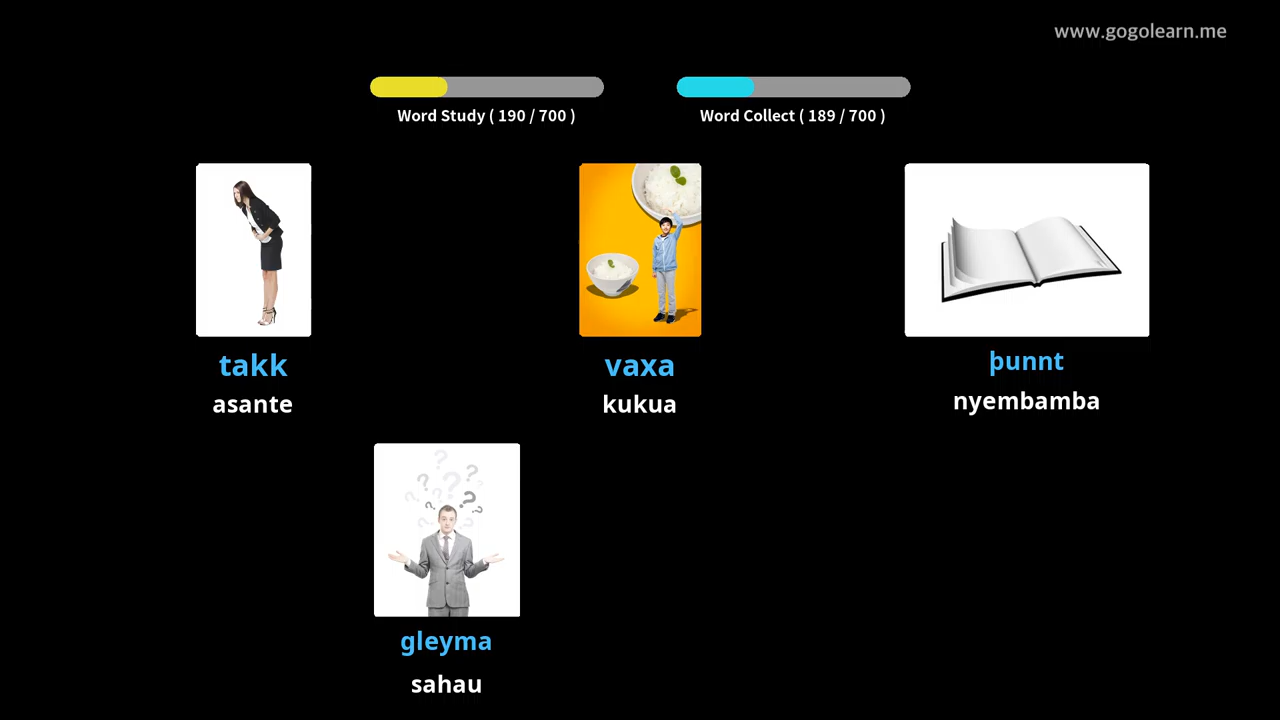 www.gogolearn.me
Word Study ( 190 / 700 )
Word Collect ( 189 / 700 )
takk
asante
vaxa
kukua
þunnt
nyembamba
gleyma
sahau